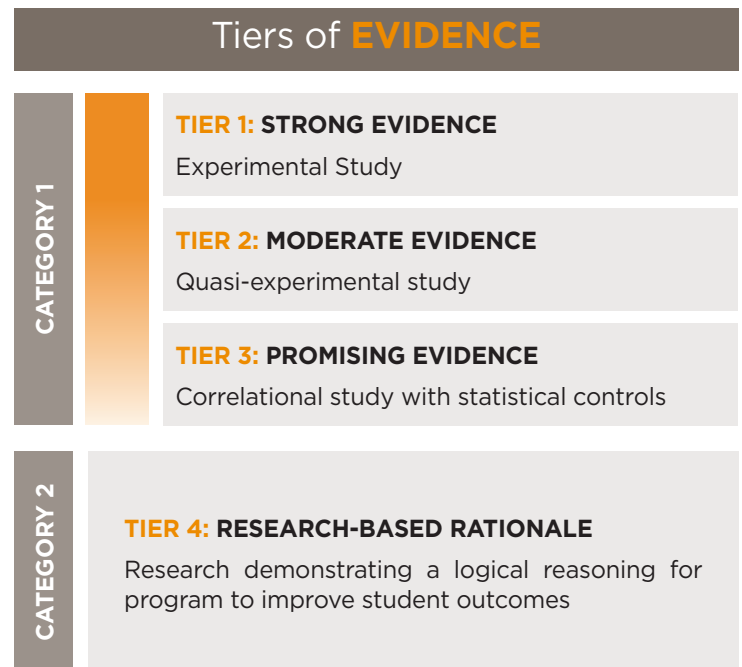 Tiers of EVIDENCE
CATEGORY 1
TIER 1: STRONG EVIDENCE
Experimental Study
TIER 2: MODERATE EVIDENCE
Quasi-experimental study
TIER 3: PROMISING EVIDENCE
Correlational study with statistical controls
CATEGORY 2
TIER 4: RESEARCH-BASED RATIONALE
Research demonstrating a logical reasoning for
program to improve student outcomes